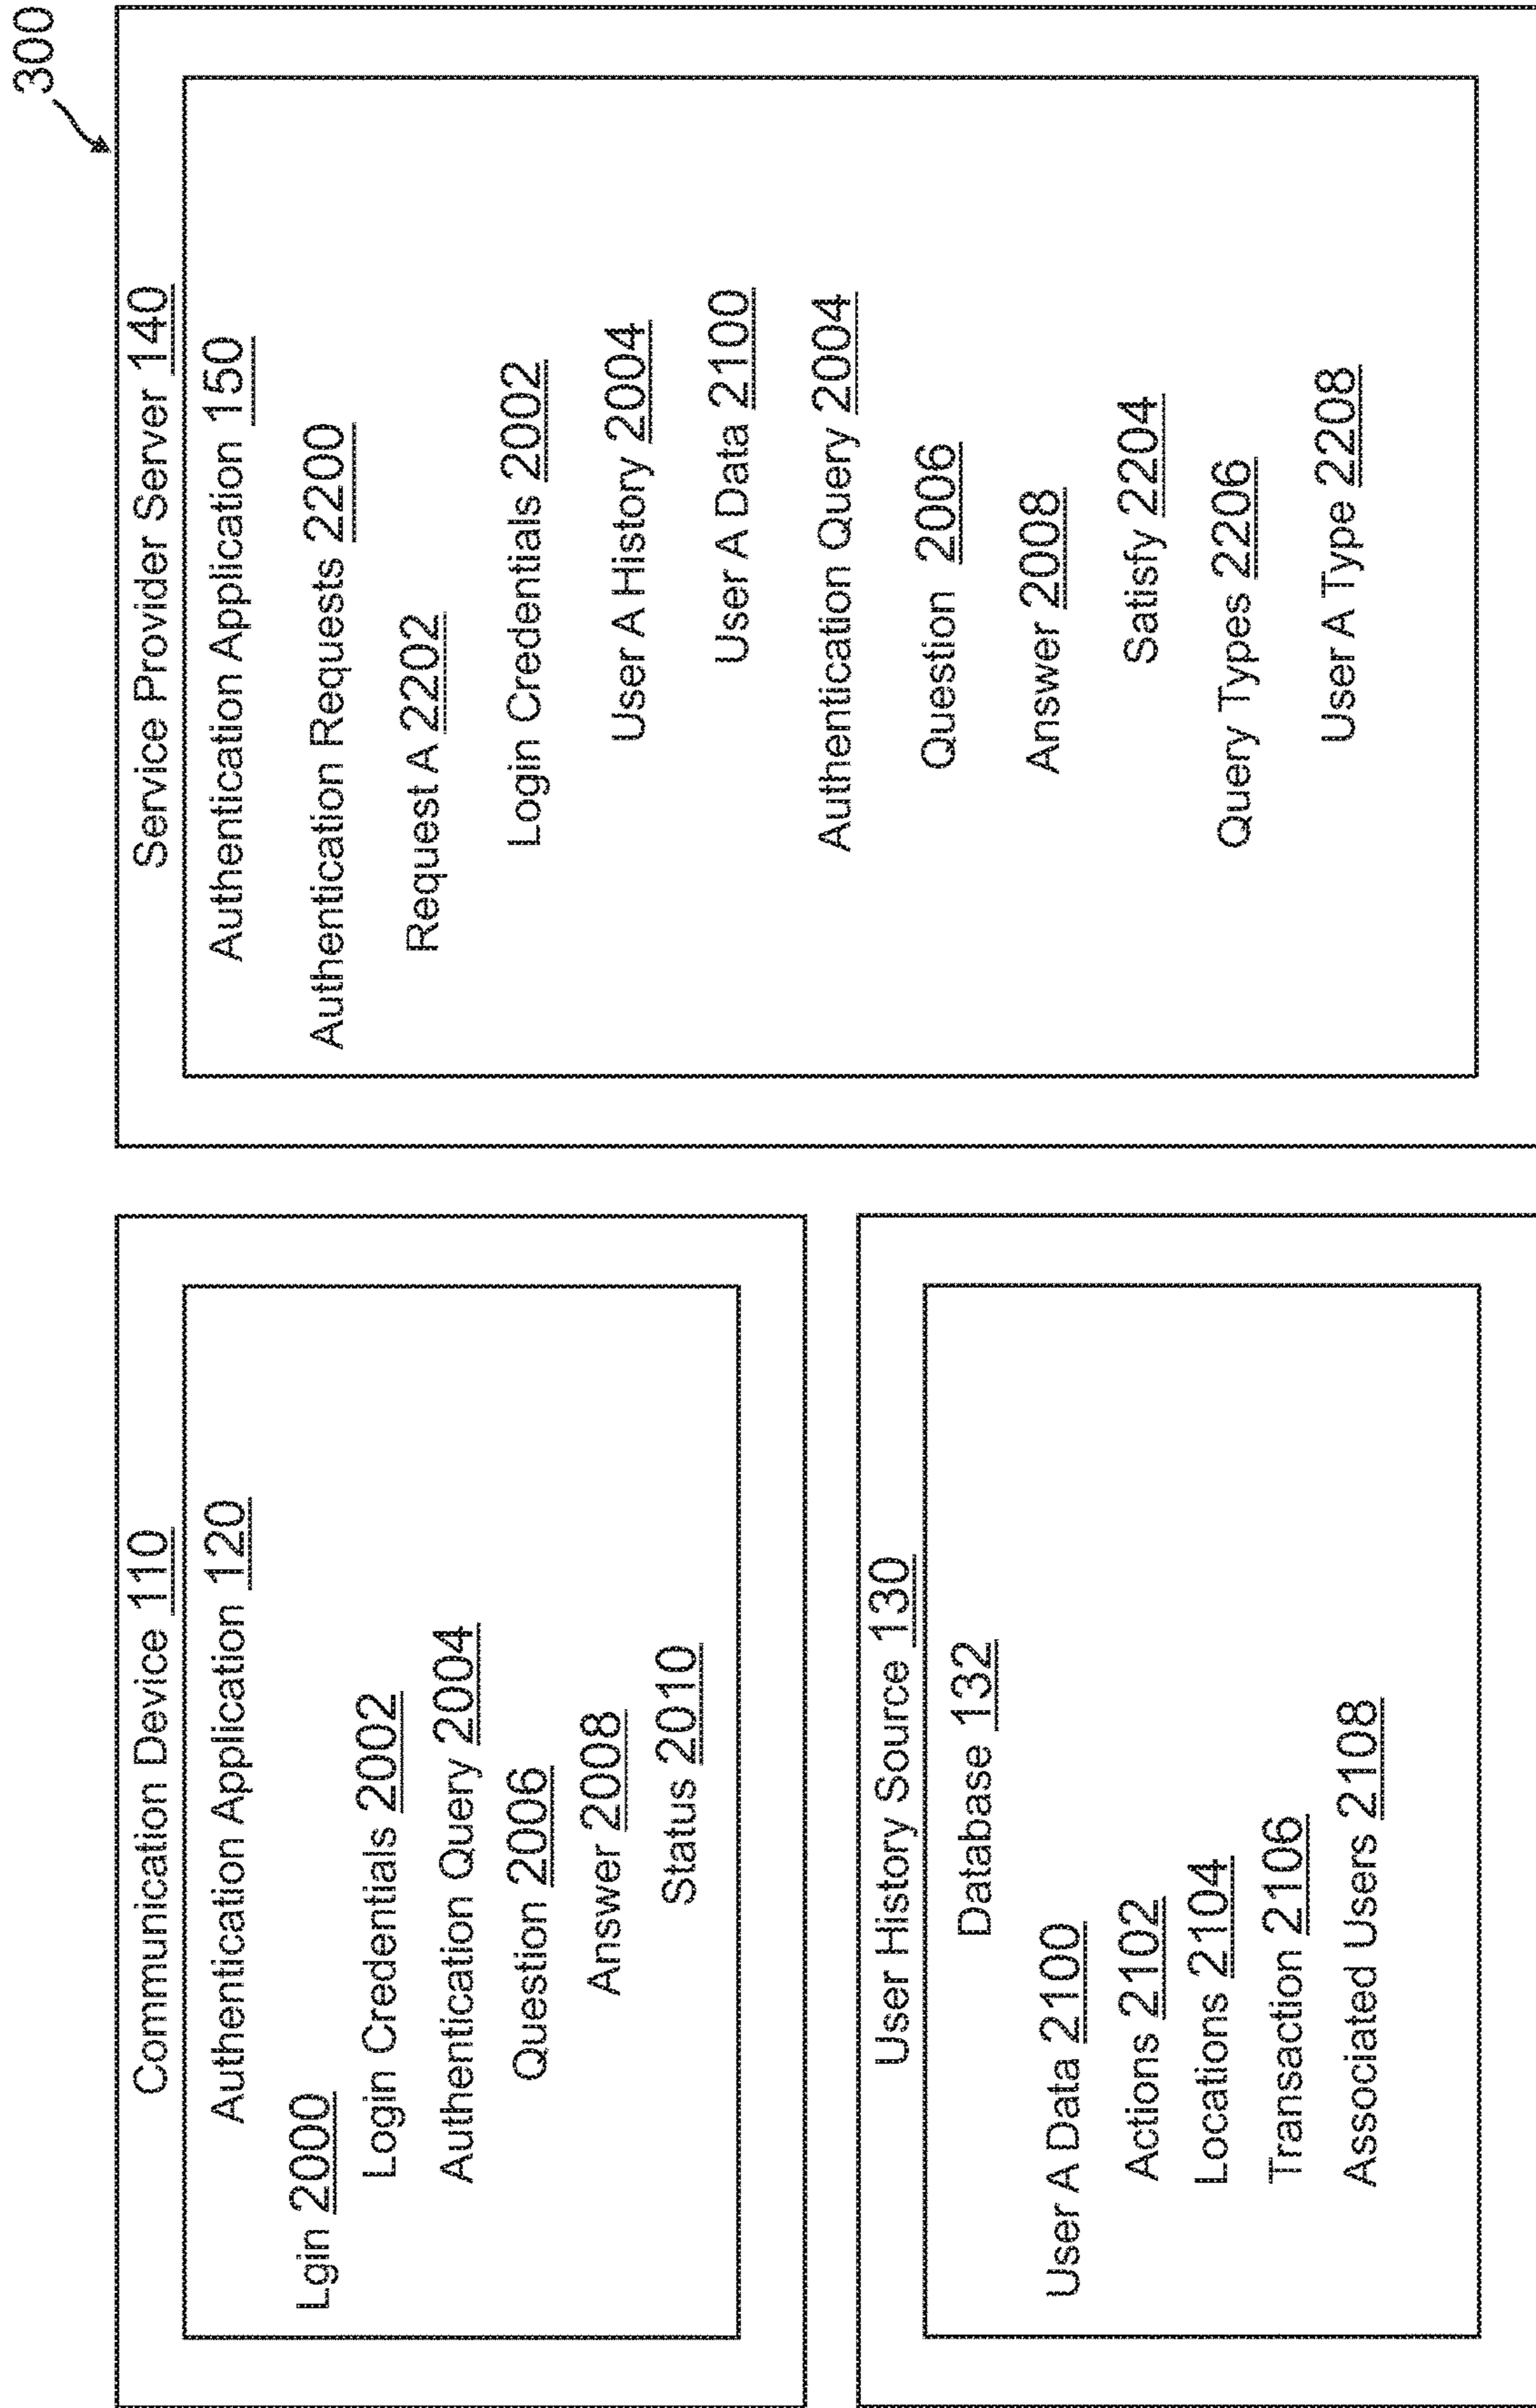 300
Communication Device 110
Authentication Application 120
Lgin 2000
Login Credentials 2002
Authentication Query 2004
Question 2006
Answer 2008
Status 2010
User History Source 130
Database 132
User A Data 2100
Actions 2102
Locations 2104
Transaction 2106
Associated Users 2108
Service Provider Server 140
Authentication Application 150
Authentication Requests 2200
Request A 2202
Login Credentials 2002
User A History 2004
User A Data 2100
Authentication Query 2004
Question 2006
Answer 2008
Satisfy 2204
Query Types 2206
User A Type 2208